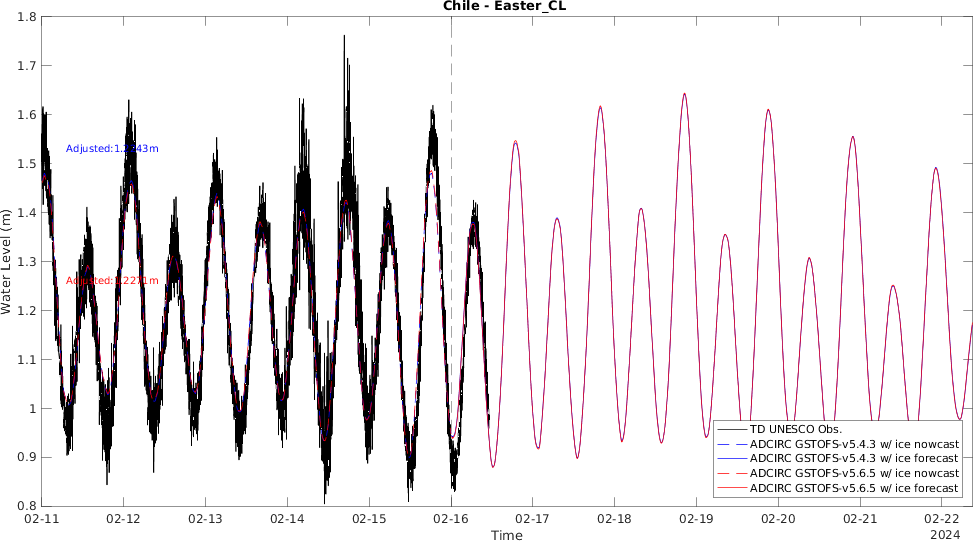 Chile - Easter_CL
Water Level (m)
1.8
1.7
1.6
1.5
1.4
1.3
1.2
1.1
1
0.9
0.8
Adjusted:1.2243m
Adjusted:1.2271m
TD UNESCO Obs.
ADCIRC GSTOFS-v5.4.3 w/ ice nowcast
ADCIRC GSTOFS-v5.4.3 w/ ice forecast
ADCIRC GSTOFS-v5.6.5 w/ ice nowcast
ADCIRC GSTOFS-v5.6.5 w/ ice forecast
02-11 02-12 02-13 02-14 02-15 02-16 02-17 02-18 02-19 02-20 02-21 02-22
Time
2024